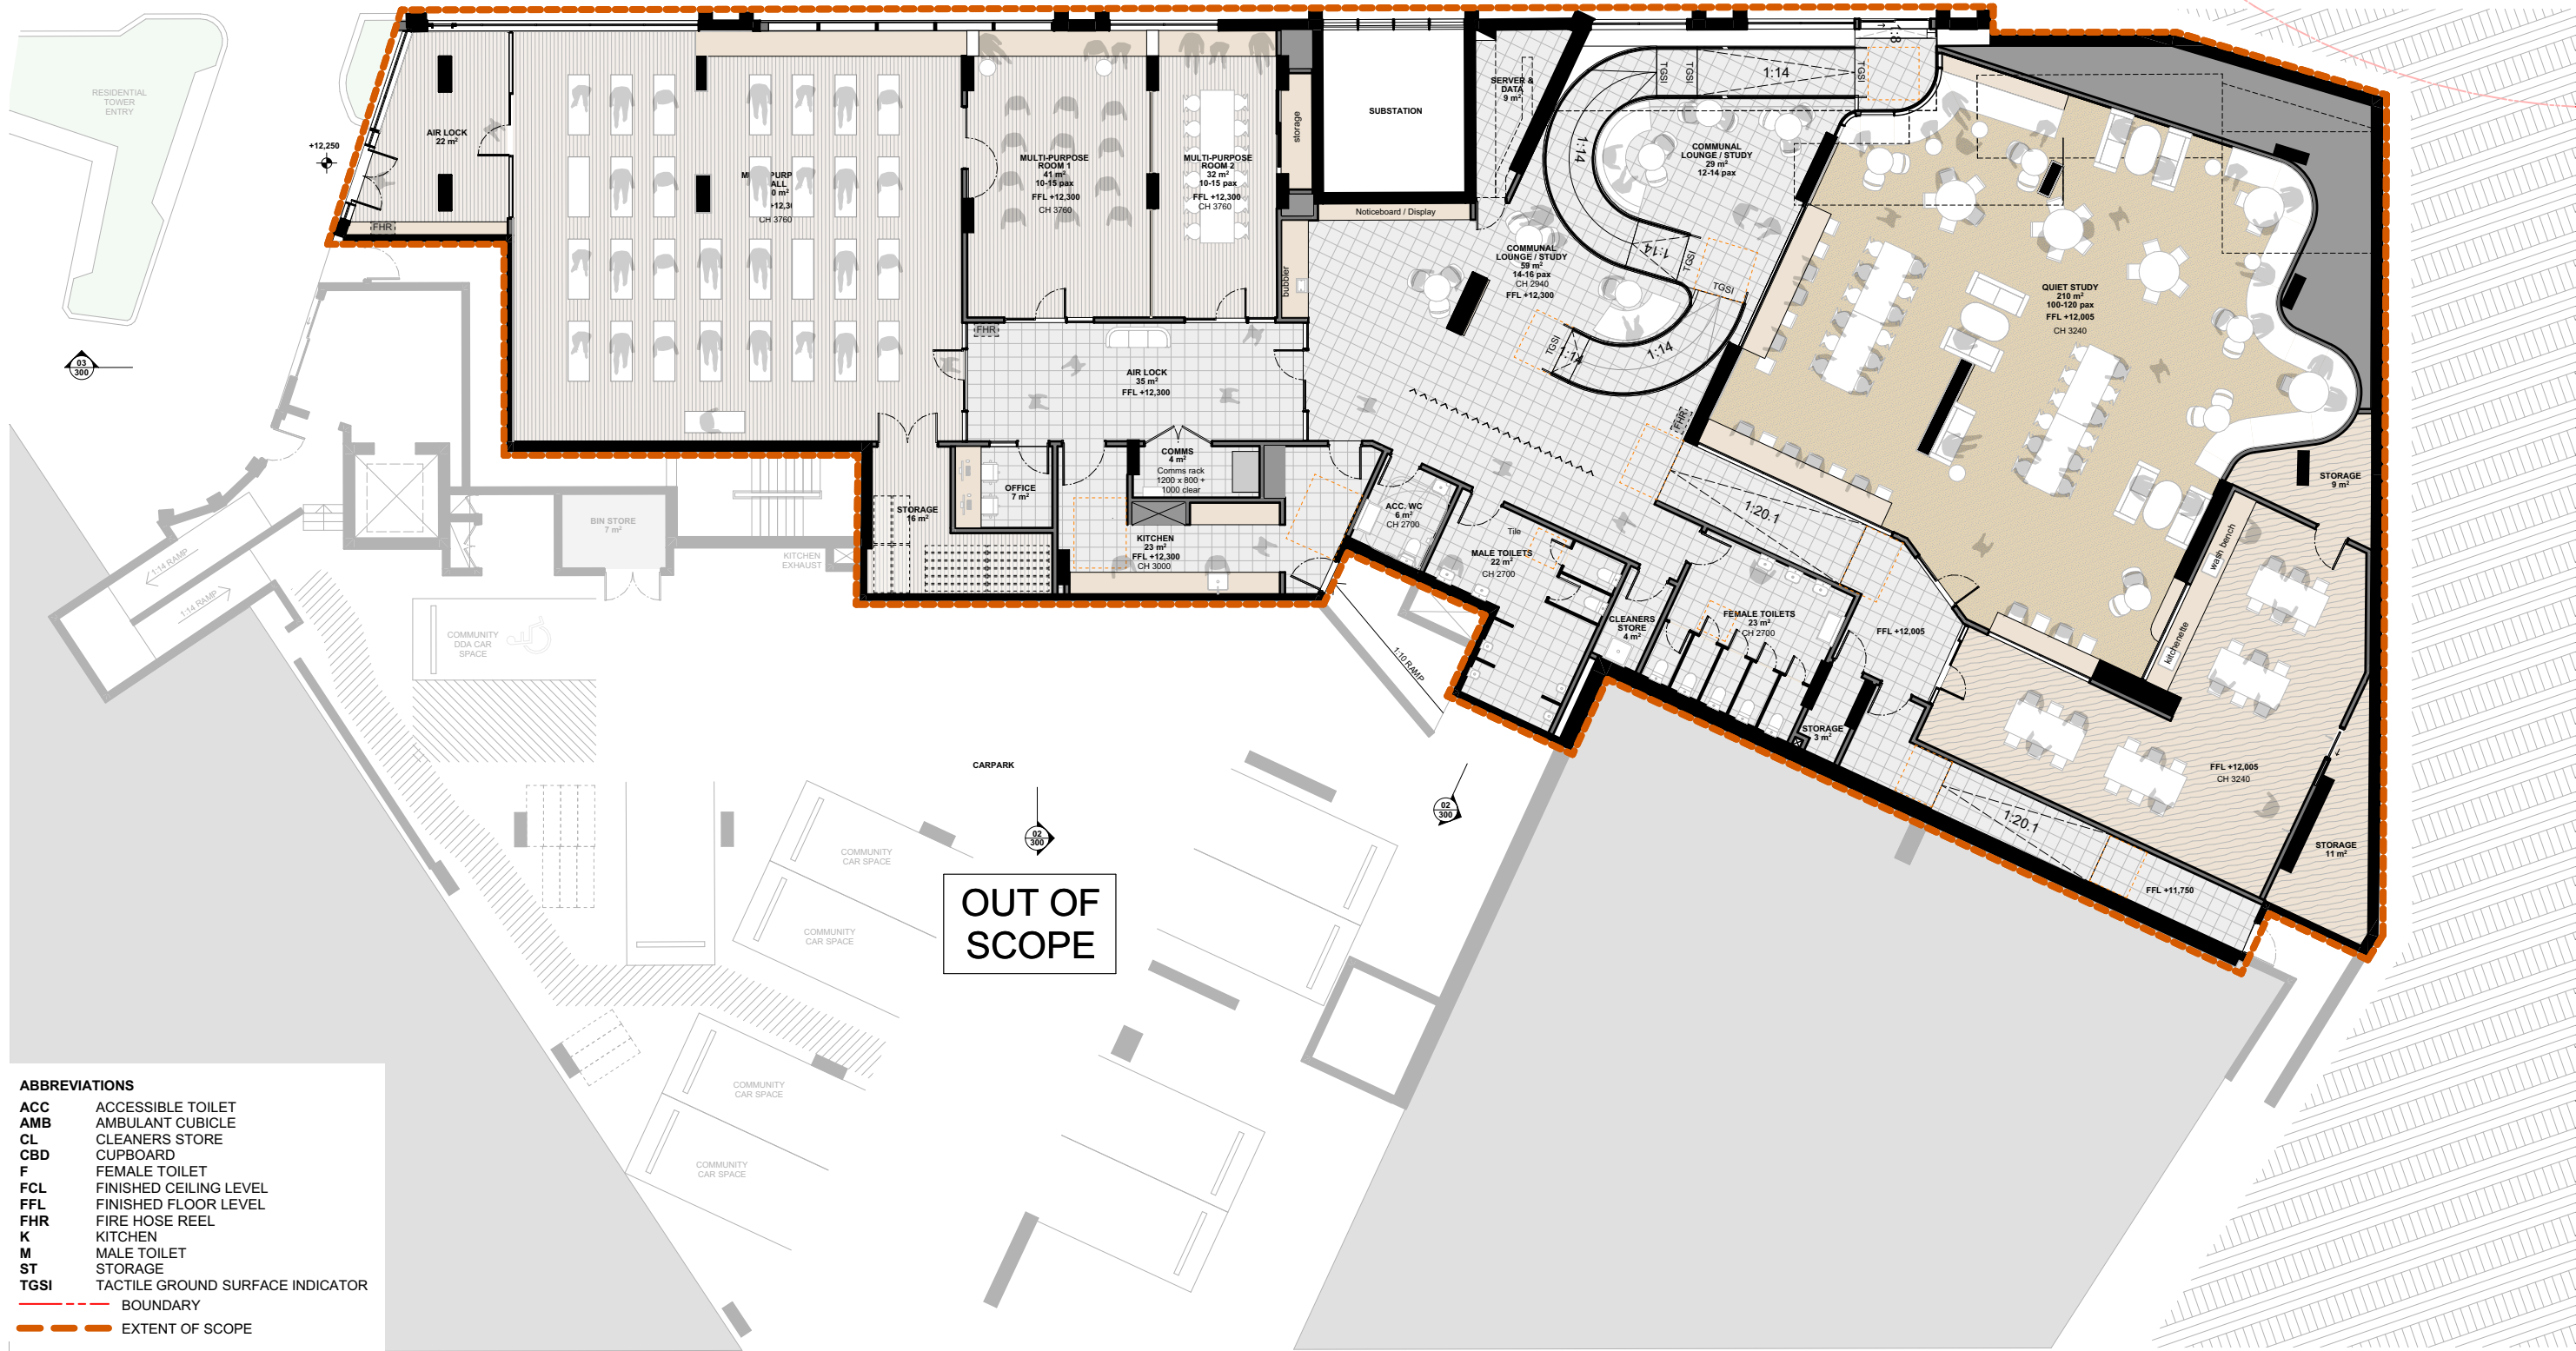 RESIDENTIAL
TOWER
ENTRY
+12,250
AIR LOCK
22 m²
FHR
CH 3760
MULTI-PURPOSE
ROOM 1
41 m²
10-15 pax
FFL +12,300
CH 3760
MULTI-PURPOSE
ROOM 2
32 m²
10-15 pax
FFL +12,300
CH 3760
storage
bubbler
SUBSTATION
SERVER &
DATA
9 m²
Noticeboard / Display
TGSI
TGSI
1:14
TGSI
1:8
1:14
COMMUNAL
LOUNGE / STUDY
29 m²
12-14 pax
COMMUNAL
LOUNGE / STUDY
59 m²
14-16 pax
CH 2940
FFL +12,300
1:14
TGSI
TGSI
TGSI
1:14
1:14
QUIET STUDY
210 m²
100-120 pax
FFL +12,005
CH 3240
FHR
AIR LOCK
35 m²
FFL +12,300
FHR
03
300
COMMS
4 m²
Comms rack
1200 x 800 +
1000 clear
OFFICE
7 m²
STORAGE
16 m²
KITCHEN
23 m²
FFL +12,300
CH 3000
BIN STORE
7 m²
KITCHEN
EXHAUST
1:14 RAMP
1:14 RAMP
COMMUNITY
DDA CAR
SPACE
ACC. WC
6 m²
CH 2700
Tile
MALE TOILETS
22 m²
CH 2700
CLEANERS
STORE
4 m²
FEMALE TOILETS
23 m²
CH 2700
1:20.1
FFL +12,005
STORAGE
3 m²
STORAGE
9 m²
wash bench
kitchenette
FFL +12,005
CH 3240
1:20.1
FFL +11,750
STORAGE
11 m²
1:10 RAMP
CARPARK
02
300
02
300
OUT OF
SCOPE
COMMUNITY
CAR SPACE
COMMUNITY
CAR SPACE
COMMUNITY
CAR SPACE
COMMUNITY
CAR SPACE
ABBREVIATIONS
ACC ACCESSIBLE TOILET
AMB AMBULANT CUBICLE
CL CLEANERS STORE
CBD CUPBOARD
F FEMALE TOILET
FCL FINISHED CEILING LEVEL
FFL FINISHED FLOOR LEVEL
FHR FIRE HOSE REEL
K KITCHEN
M MALE TOILET
ST STORAGE
TGSI TACTILE GROUND SURFACE INDICATOR
BOUNDARY
EXTENT OF SCOPE